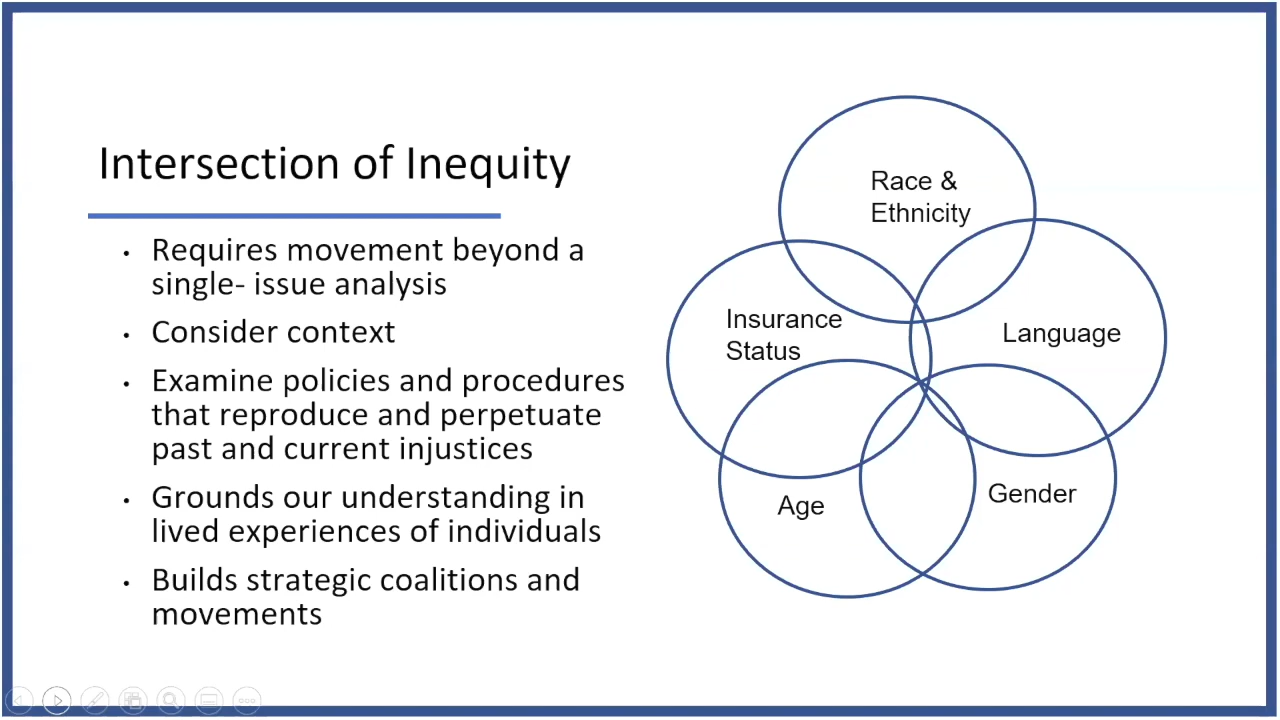 Intersection of Inequity
• Requires movement beyond a
single- issue analysis
• Consider context
• Examine policies and procedures
that reproduce and perpetuate
past and current injustices
• Grounds our understanding in
lived experiences of individuals
• Builds strategic coalitions and
movements
Race &
Ethnicity
Insurance
Status
Language
Age
Gender